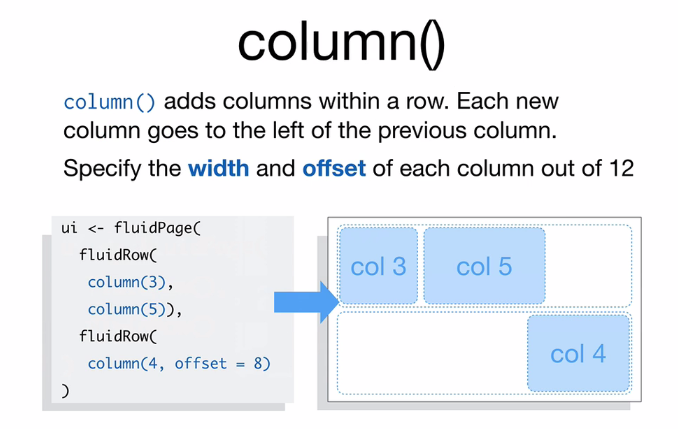 column()
column() adds columns within a row. Each new
column goes to the left of the previous column.
Specify the width and offset of each column out of 12
ui <- fluidPage(
fluidRow(
column(3),
column(5)),
fluidRow(
column(4, offset = 8)
)
col 3
col 5
col 4